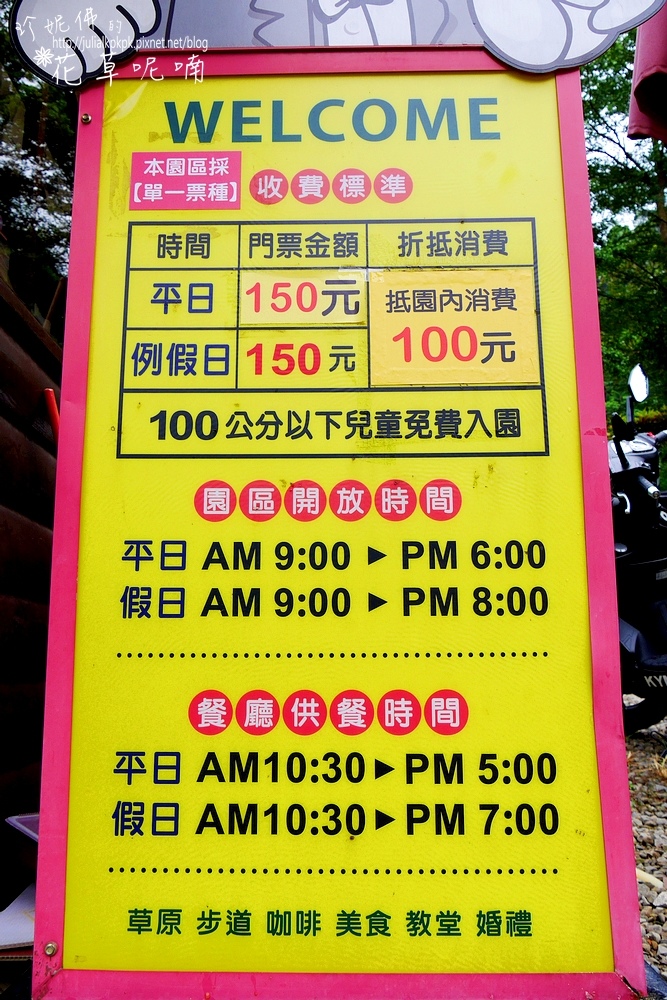 珍妮佛的
http://julialkpkpk.pixnet.net/blog
花草呢喃
WELCOME
本園區採
【單一票種】
收費標準
時間 門票金額 折抵消費
平日 150元 抵園內消費
100元
例假日 150元
100公分以下兒童免費入園
園區開放時間
平日 AM 9:00 ▶ PM 6:00
假日 AM 9:00 ▶ PM 8:00
餐廳供餐時間
平日 AM10:30 ▶ PM 5:00
假日 AM10:30 ▶ PM 7:00
草原 步道 咖啡 美食 教堂 婚禮
KY